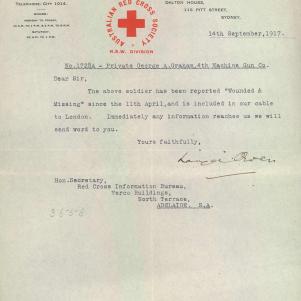 TELEPHONE: CITY 1014.
DALTON HOUSE,
115 PITT STREET,
SYDNEY.
AUSTRALIAN RED CROSS SOCIETY
N.S.W. DIVISION
14th September, 1917.
Private George A. Graham, 4th Machine Gun Co.
Dear Sir,
The above soldier has been reported "Wounded &
Missing" since the 11th April, and is included in our cable
to London. Immediately any information reaches us we will
send word to you.
Yours faithfully,
Hon. Secretary,
Red Cross Information Bureau,
Verco Buildings,
North Terrace,
ADELAIDE. S.A.